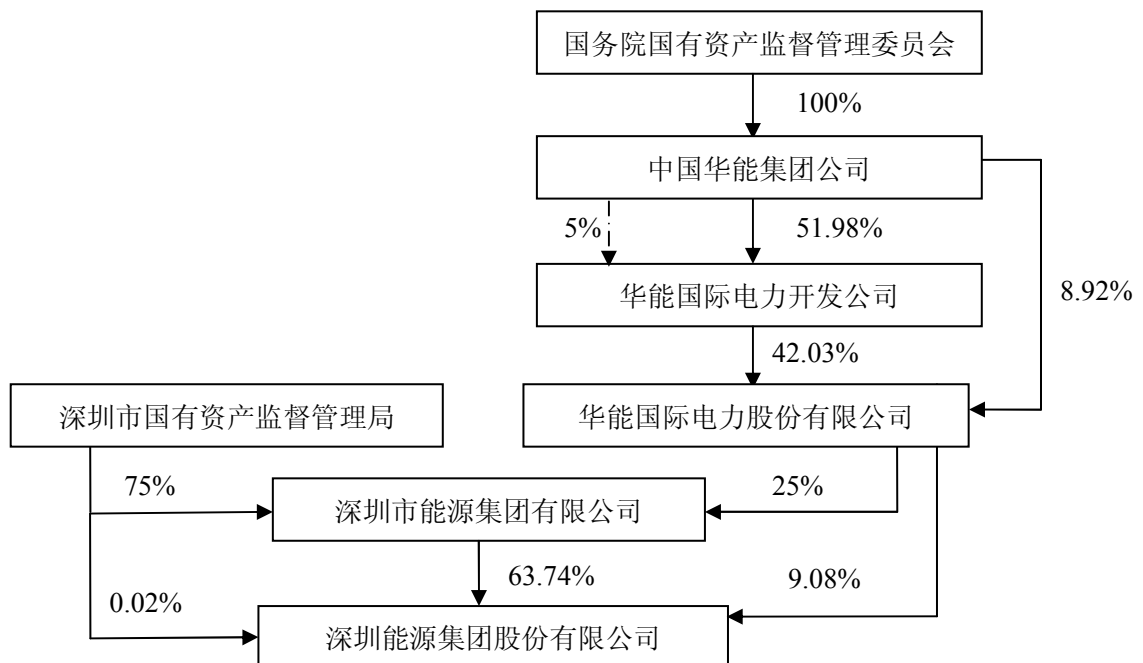 国务院国有资产监督管理委员会
100%
中国华能集团公司
5%
51.98%
华能国际电力开发公司
8.92%
42.03%
深圳市国有资产监督管理局
华能国际电力股份有限公司
75%
25%
深圳市能源集团有限公司
63.74%
9.08%
0.02%
深圳能源集团股份有限公司